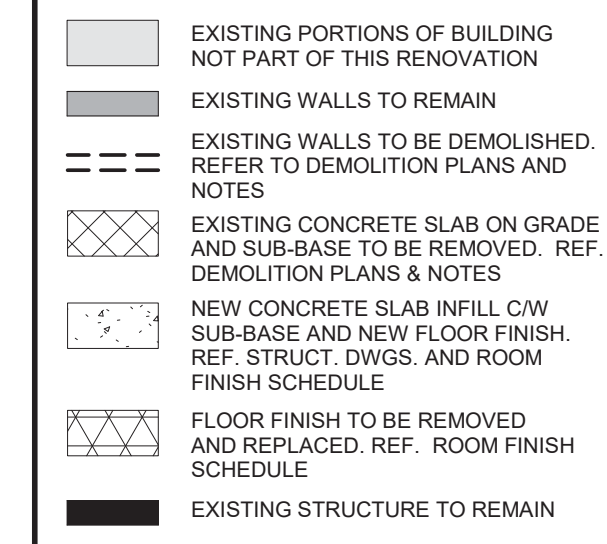 EXISTING PORTIONS OF BUILDING
NOT PART OF THIS RENOVATION
EXISTING WALLS TO REMAIN
EXISTING WALLS TO BE DEMOLISHED.
REFER TO DEMOLITION PLANS AND
NOTES
EXISTING CONCRETE SLAB ON GRADE
AND SUB-BASE TO BE REMOVED. REF.
DEMOLITION PLANS & NOTES
NEW CONCRETE SLAB INFILL C/W
SUB-BASE AND NEW FLOOR FINISH.
REF. STRUCT. DWGS. AND ROOM
FINISH SCHEDULE
FLOOR FINISH TO BE REMOVED
AND REPLACED. REF. ROOM FINISH
SCHEDULE
EXISTING STRUCTURE TO REMAIN